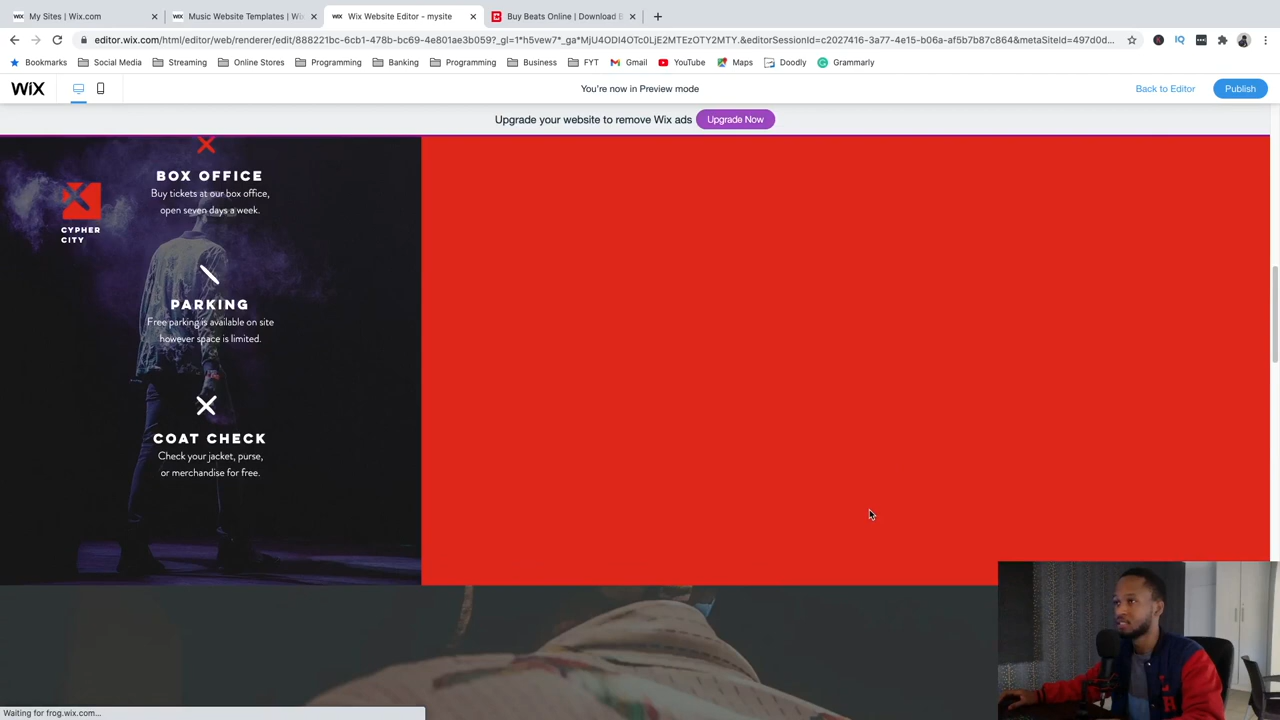 My Sites | Wix.com
Music Website Templates | Wix
Wix Website Editor - mysite
Buy Beats Online | Download B
editor.wix.com/html/editor/web/renderer/edit/888221bc-6cb1-478b-bc69-4e801ae3b059?_gl=1*h5vew7*_ga*MjU4ODI4OTc0LjE2MTEzOTY2MTY.&editorSessionId=c2027416-3a77-4e15-b06a-af5b7b87c864&metaSiteId=497d0d...
Bookmarks
Social Media
Streaming
Online Stores
Programming
Banking
Programming
Business
FYT
Gmail
YouTube
Maps
Doodly
Grammarly
WiX
You're now in Preview mode
Back to Editor
Publish
Upgrade your website to remove Wix ads
Upgrade Now
BOX OFFICE
Buy tickets at our box office,
open seven days a week.
CYPHER
CITY
PARKING
Free parking is available on site
however space is limited.
COAT CHECK
Check your jacket, purse,
or merchandise for free.
Waiting for frog.wix.com...